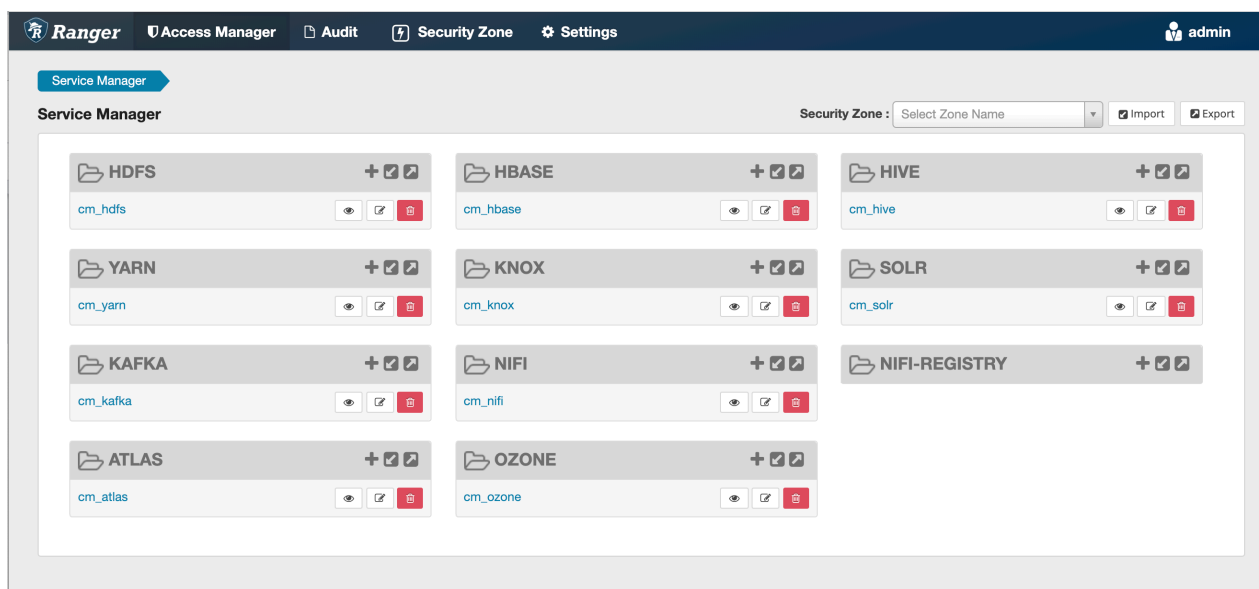 Ranger Access Manager Audit Security Zone Settings admin
Service Manager
Service Manager Security Zone : Select Zone Name Import Export
HDFS HBASE HIVE
cm_hdfs cm_hbase cm_hive
YARN KNOX SOLR
cm_yarn cm_knox cm_solr
KAFKA NIFI NIFI-REGISTRY
cm_kafka cm_nifi
ATLAS OZONE
cm_atlas cm_ozone